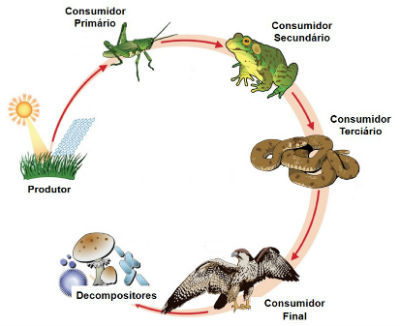 Consumidor
Primário
Consumidor
Secundário
Consumidor
Terciário
Produtor
Decompositores
Consumidor
Final